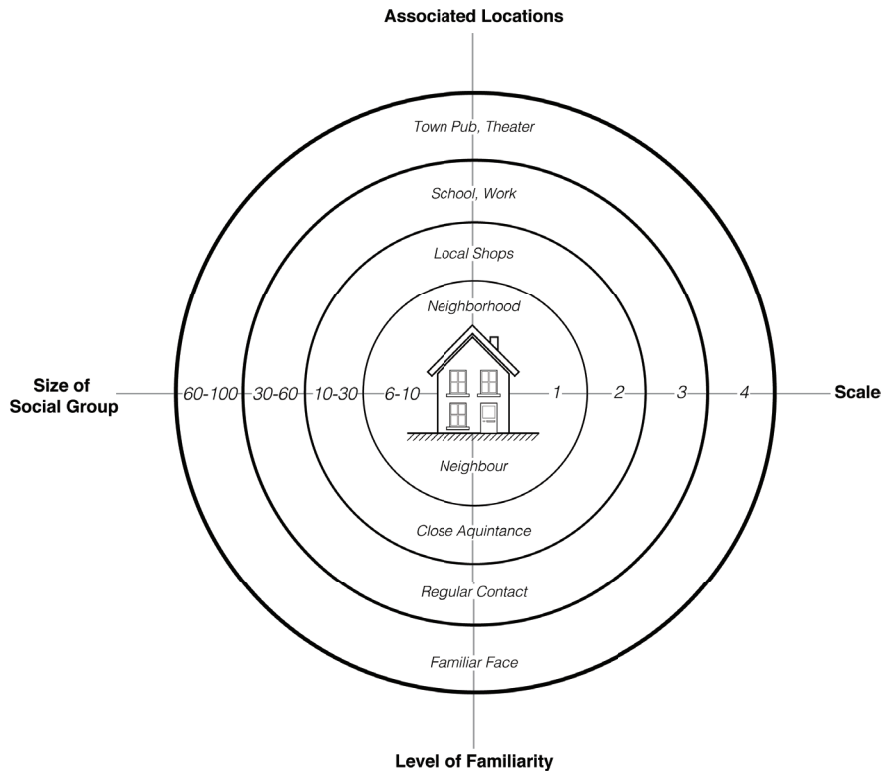 Associated Locations
Town Pub, Theater
School, Work
Local Shops
Neighborhood
Size of
Social Group
60-100 30-60 10-30 6-10 1 2 3 4
Scale
Neighbour
Close Aquintance
Regular Contact
Familiar Face
Level of Familiarity